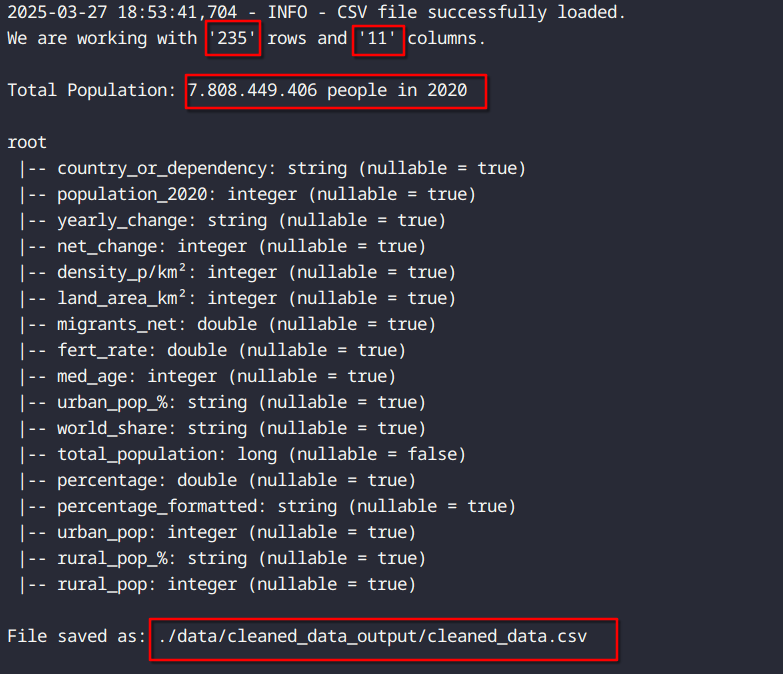 2025-03-27 18:53:41,704 - INFO - CSV file successfully loaded.
We are working with '235' rows and '11' columns.
Total Population: 7.808.449.406 people in 2020
root
|-- country_or_dependency: string (nullable = true)
|-- population_2020: integer (nullable = true)
|-- yearly_change: string (nullable = true)
|-- net_change: integer (nullable = true)
|-- density_p/km²: integer (nullable = true)
|-- land_area_km²: integer (nullable = true)
|-- migrants_net: double (nullable = true)
|-- fert_rate: double (nullable = true)
|-- med_age: integer (nullable = true)
|-- urban_pop_%: string (nullable = true)
|-- world_share: string (nullable = true)
|-- total_population: long (nullable = false)
|-- percentage: double (nullable = true)
|-- percentage_formatted: string (nullable = true)
|-- urban_pop: integer (nullable = true)
|-- rural_pop_%: string (nullable = true)
|-- rural_pop: integer (nullable = true)
File saved as: ./data/cleaned_data_output/cleaned_data.csv